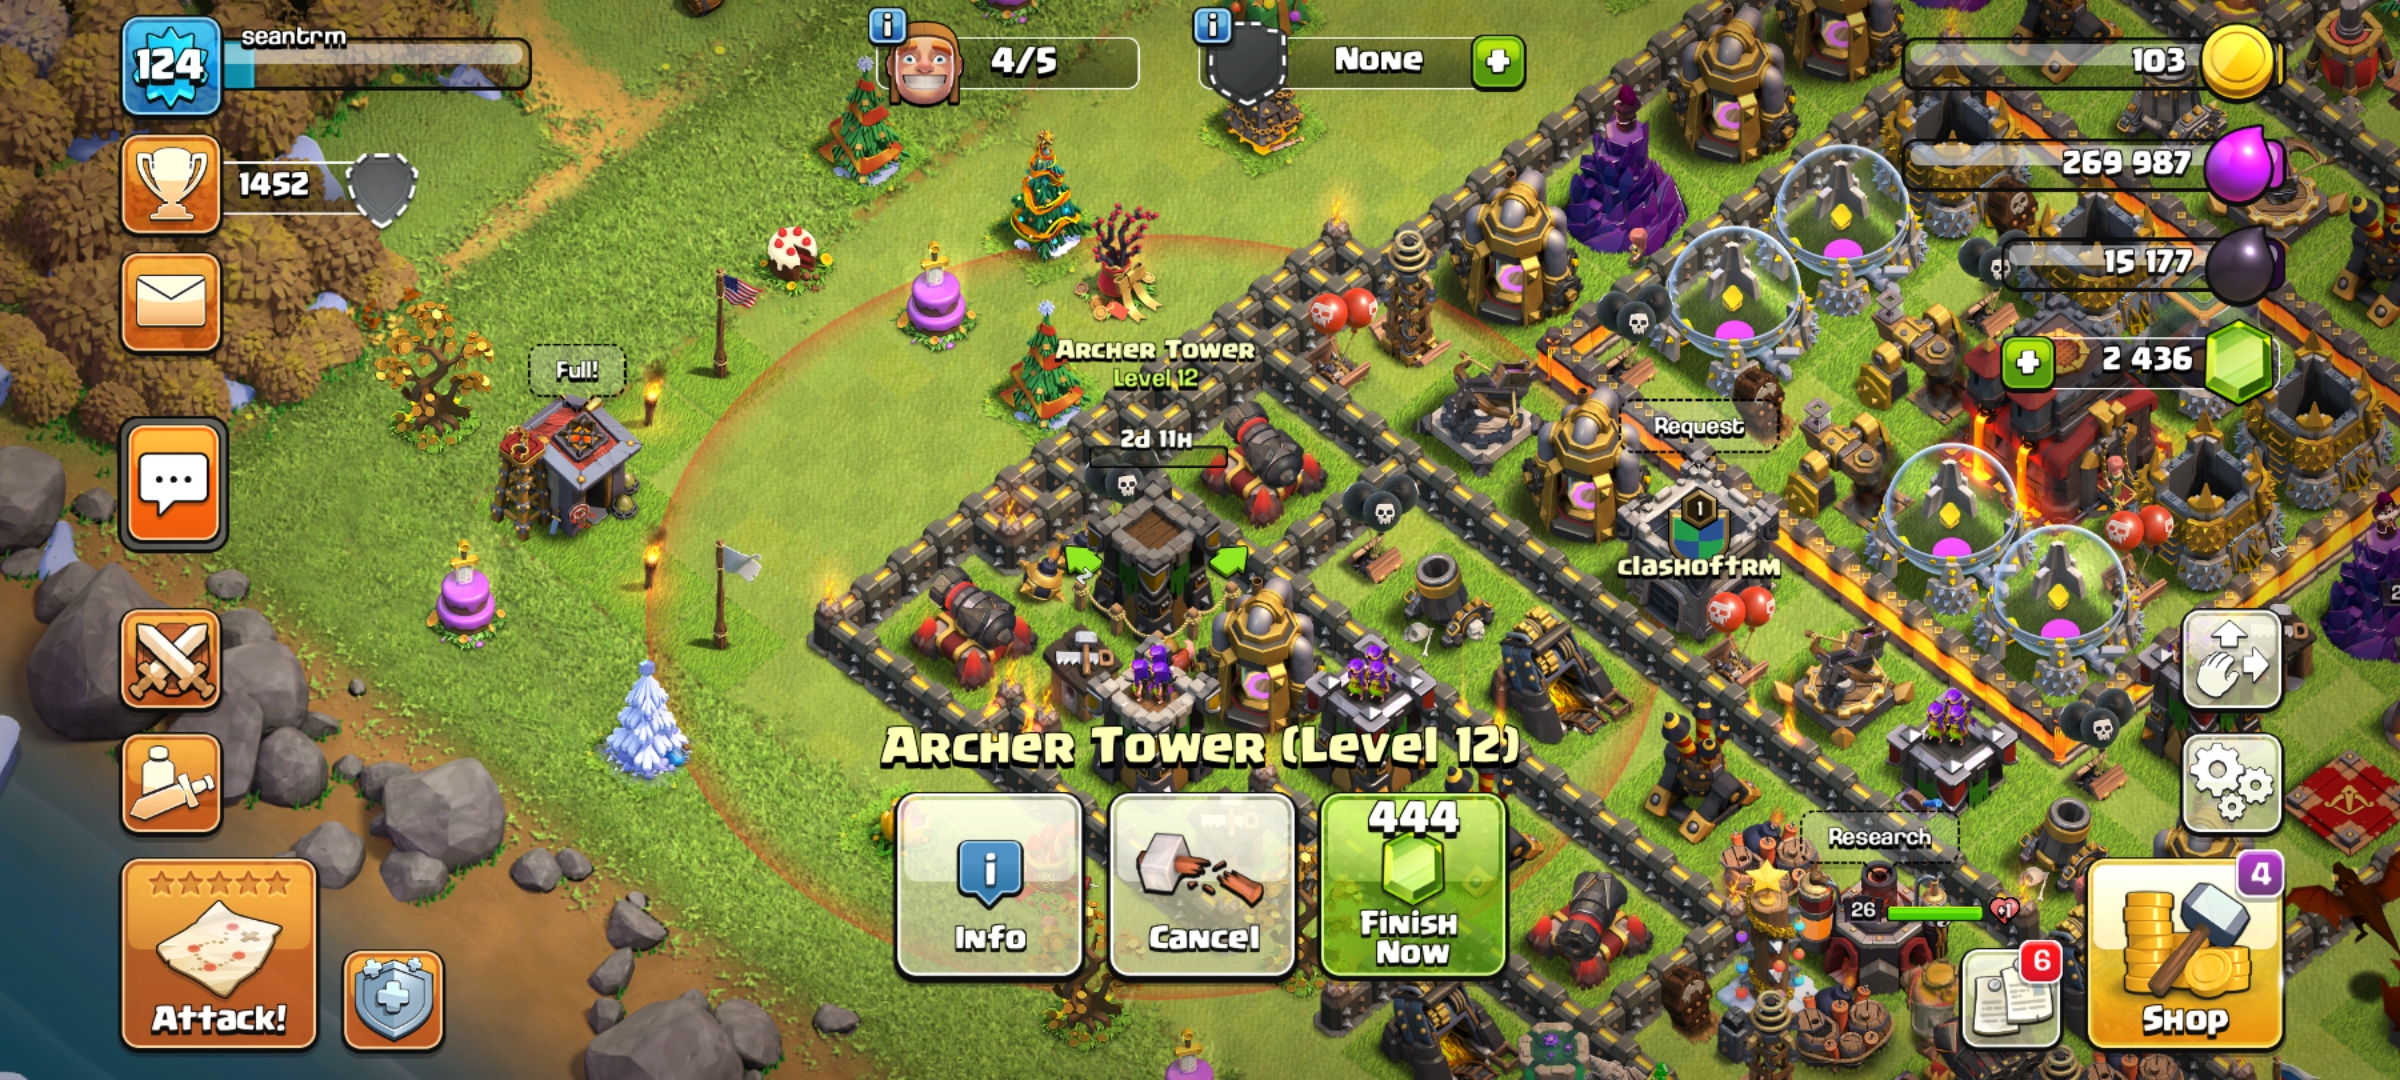 124
seantrm
4/5
None
103
1452
269 987
15 177
2 436
Full!
Archer Tower
Level 12
2d 11h
Request
1
clashoftrm
Archer Tower (Level 12)
444
Info
Cancel
Finish
Now
Research
26
+1
4
6
Attack!
Shop